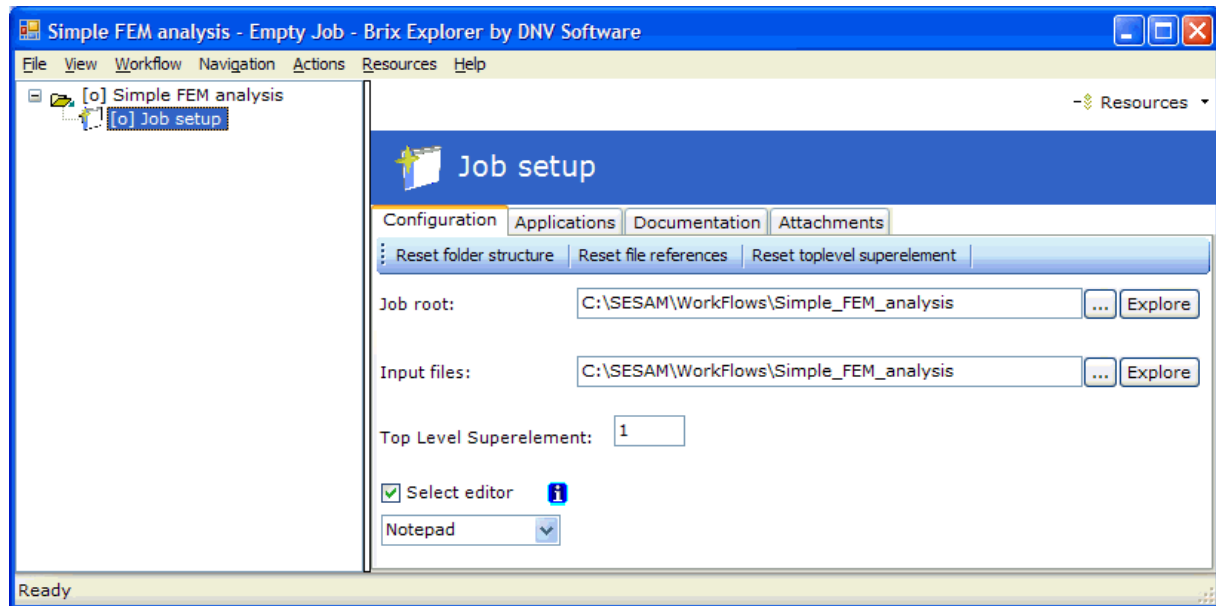 Simple FEM analysis - Empty Job - Brix Explorer by DNV Software
File View Workflow Navigation Actions Resources Help
[o] Simple FEM analysis
[o] Job setup
Resources
Job setup
Configuration Applications Documentation Attachments
Reset folder structure Reset file references Reset toplevel superelement
Job root: C:\SESAM\WorkFlows\Simple_FEM_analysis ... Explore
Input files: C:\SESAM\WorkFlows\Simple_FEM_analysis ... Explore
Top Level Superelement: 1
Select editor i
Notepad
Ready